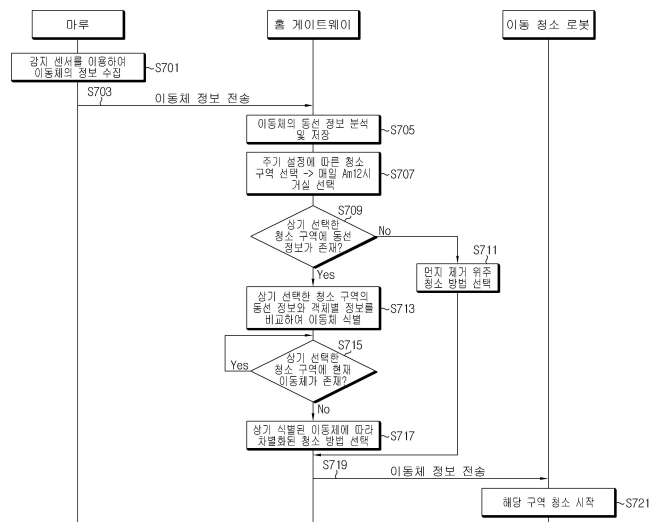 마루
홈 게이트웨이
이동 청소 로봇
감지 센서를 이용하여
이동체의 정보 수집
S701
S703
이동체 정보 전송
이동체의 동선 정보 분석
및 저장
S705
주기 설정에 따른 청소
구역 선택 -> 매일 Am12시
거실 선택
S707
S709
상기 선택한
청소 구역에 동선
정보가 존재?
No
Yes
S711
먼지 제거 위주
청소 방법 선택
상기 선택한 청소 구역의
동선 정보와 객체별 정보를
비교하여 이동체 식별
S713
S715
상기 선택한
청소 구역에 현재
이동체가 존재?
Yes
No
상기 식별된 이동체에 따라
차별화된 청소 방법 선택
S717
S719
이동체 정보 전송
해당 구역 청소 시작
S721